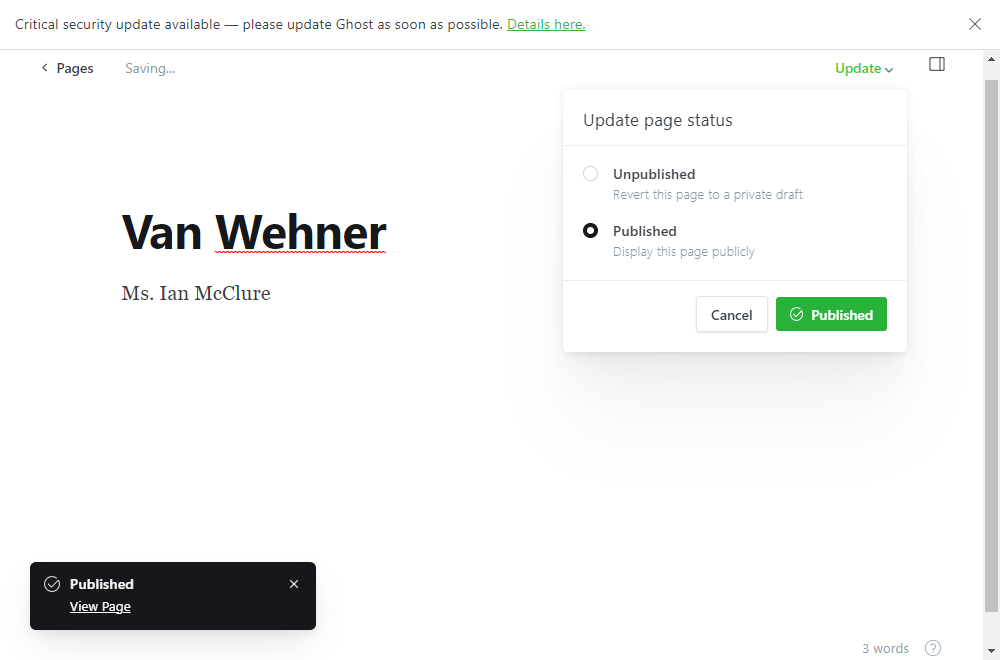 Critical security update available — please update Ghost as soon as possible. Details here.
Pages
Saving...
Update
Update page status
Unpublished
Revert this page to a private draft
Published
Display this page publicly
Cancel
Published
Van Wehner
Ms. Ian McClure
Published
View Page
3 words
?